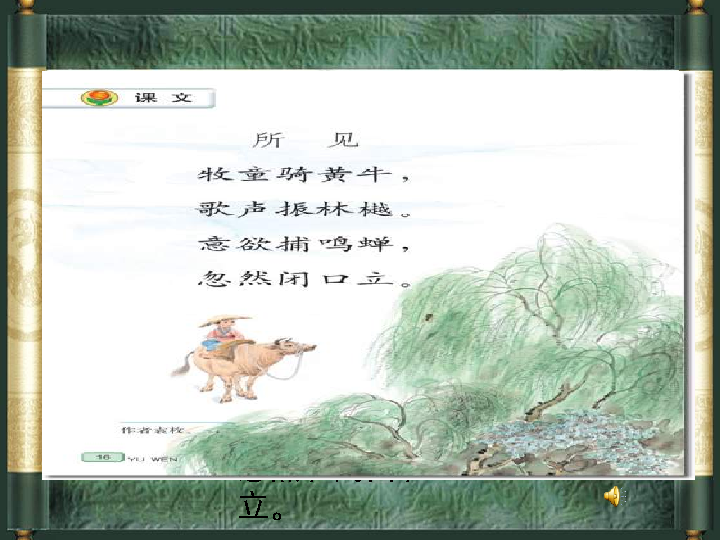 课 文
所 见
牧童骑黄牛，
歌声振林樾。
意欲捕鸣蝉，
忽然闭口立。
作者袁枚。
16 YU WEN
立。